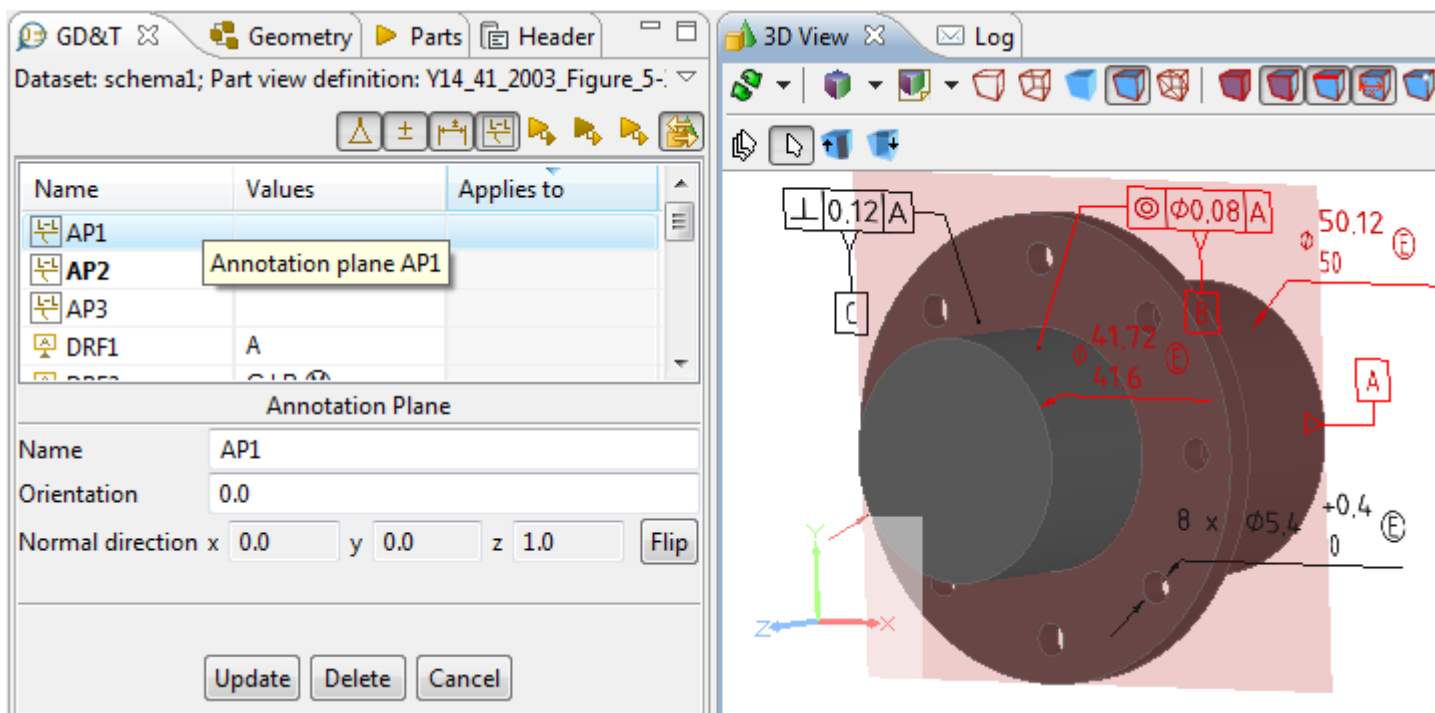 GD&T Geometry Parts Header
Dataset: schema1; Part view definition: Y14_41_2003_Figure_5-
Name Values Applies to
AP1
AP2
Annotation plane AP1
AP3
DRF1 A
Annotation Plane
Name AP1
Orientation 0.0
Normal direction x 0.0 y 0.0 z 1.0 Flip
Update Delete Cancel
3D View Log
⊥ 0,12 A
C
◎ ϕ0,08 A
B
ϕ 50,12 Ⓔ
50
ϕ 41,72 Ⓔ
41,6
A
8 x ϕ5,4 +0,4 Ⓔ
0
Y
Z X